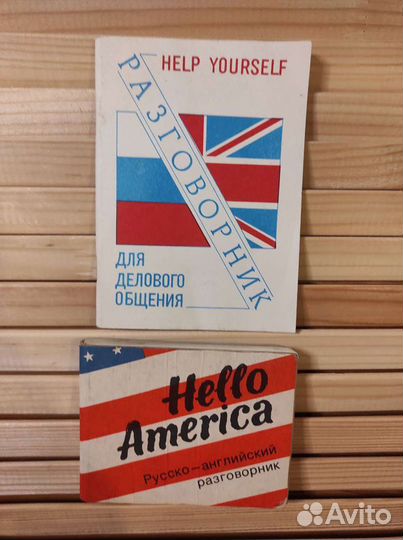 HELP YOURSELF
РАЗГОВОРНИК
ДЛЯ
ДЕЛОВОГО
ОБЩЕНИЯ
Hello
America
Русско-английский
разговорник
Avito